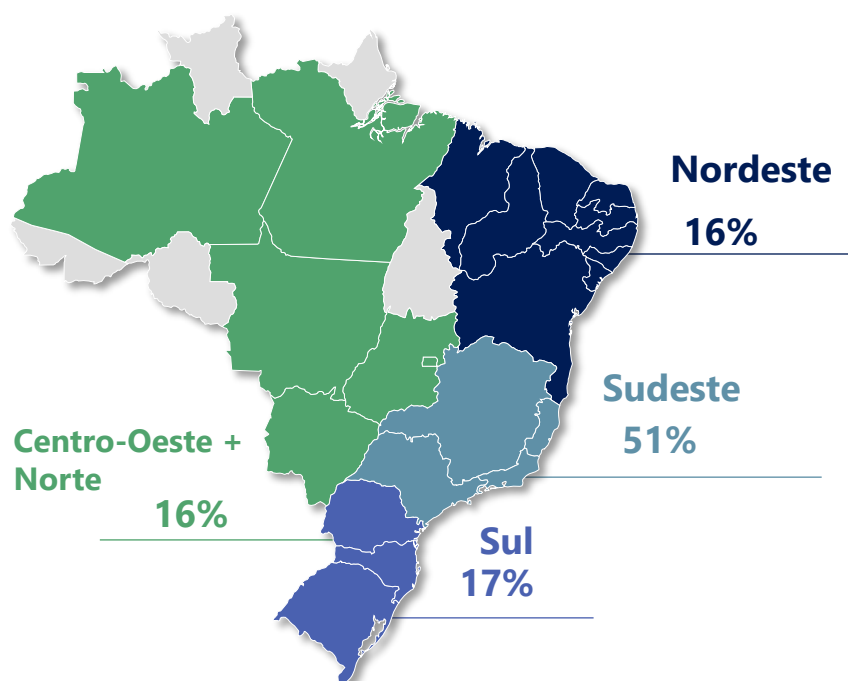 Nordeste
16%
Sudeste
51%
Centro-Oeste +
Norte
16%
Sul
17%